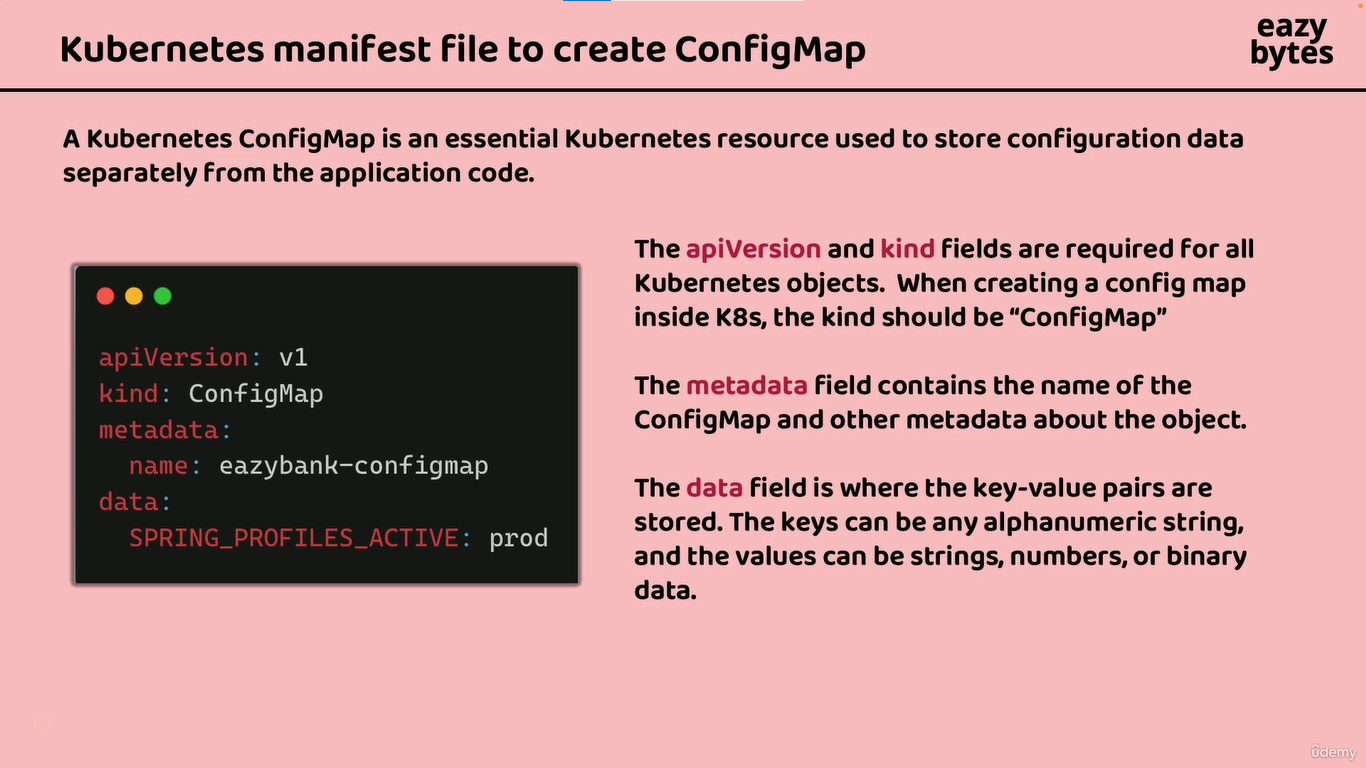 Kubernetes manifest file to create ConfigMap
eazy
bytes
A Kubernetes ConfigMap is an essential Kubernetes resource used to store configuration data
separately from the application code.
apiVersion: v1
kind: ConfigMap
metadata:
  name: eazybank-configmap
data:
  SPRING_PROFILES_ACTIVE: prod
The apiVersion and kind fields are required for all
Kubernetes objects.  When creating a config map
inside K8s, the kind should be “ConfigMap”
The metadata field contains the name of the
ConfigMap and other metadata about the object.
The data field is where the key-value pairs are
stored. The keys can be any alphanumeric string,
and the values can be strings, numbers, or binary
data.
ûdemy